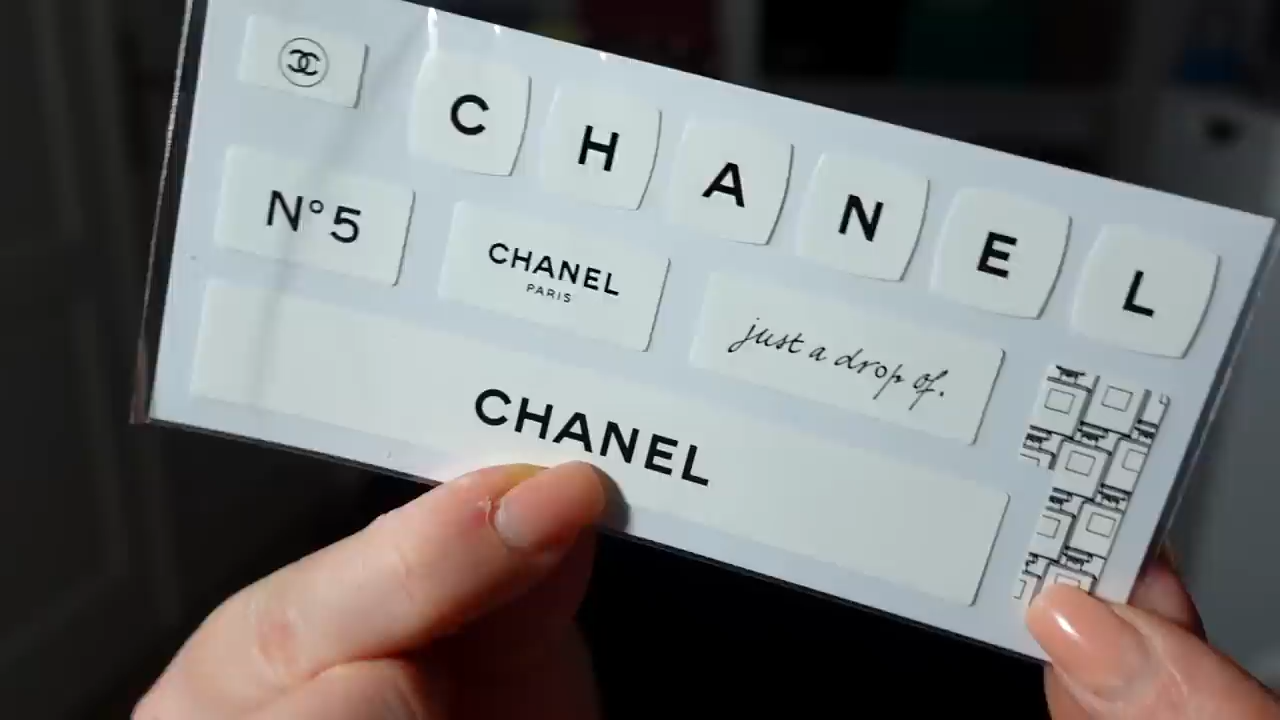 C H A N E L
N°5
CHANEL
PARIS
just a drop of.
CHANEL